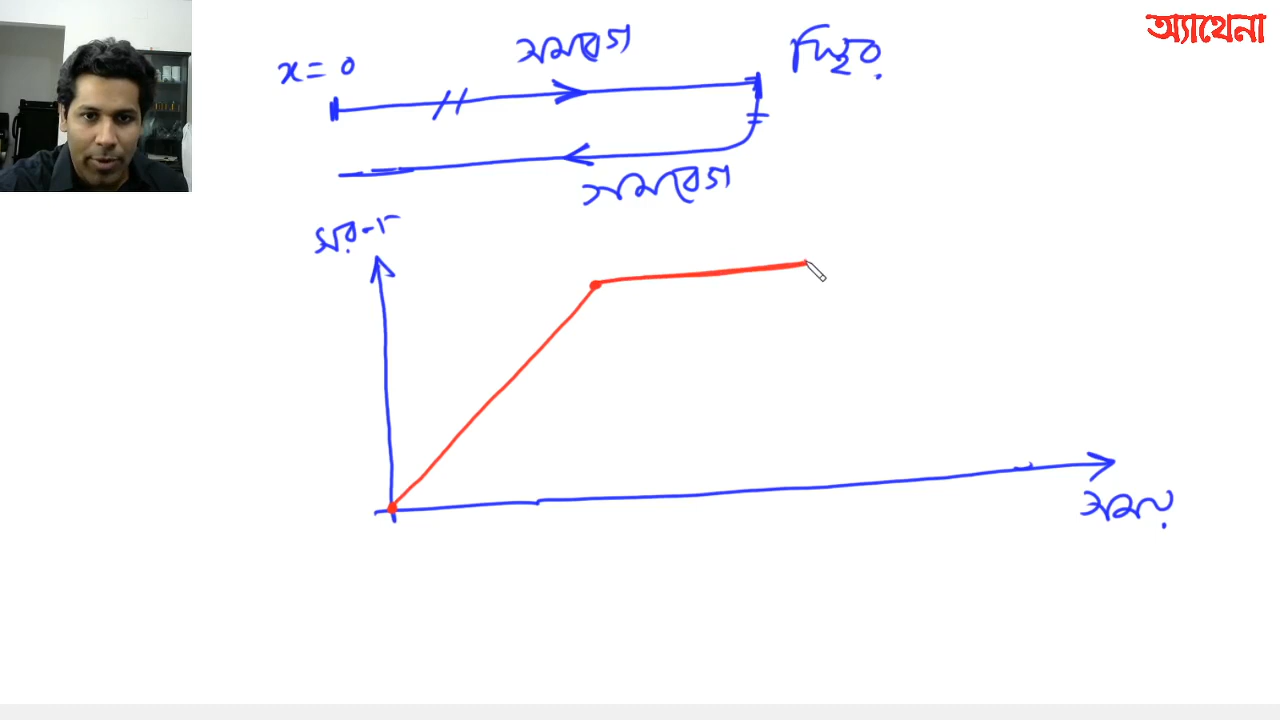 অ্যাথেনা
সমবেগ
স্থির
x = 0
সমবেগ
সরণ
সময়